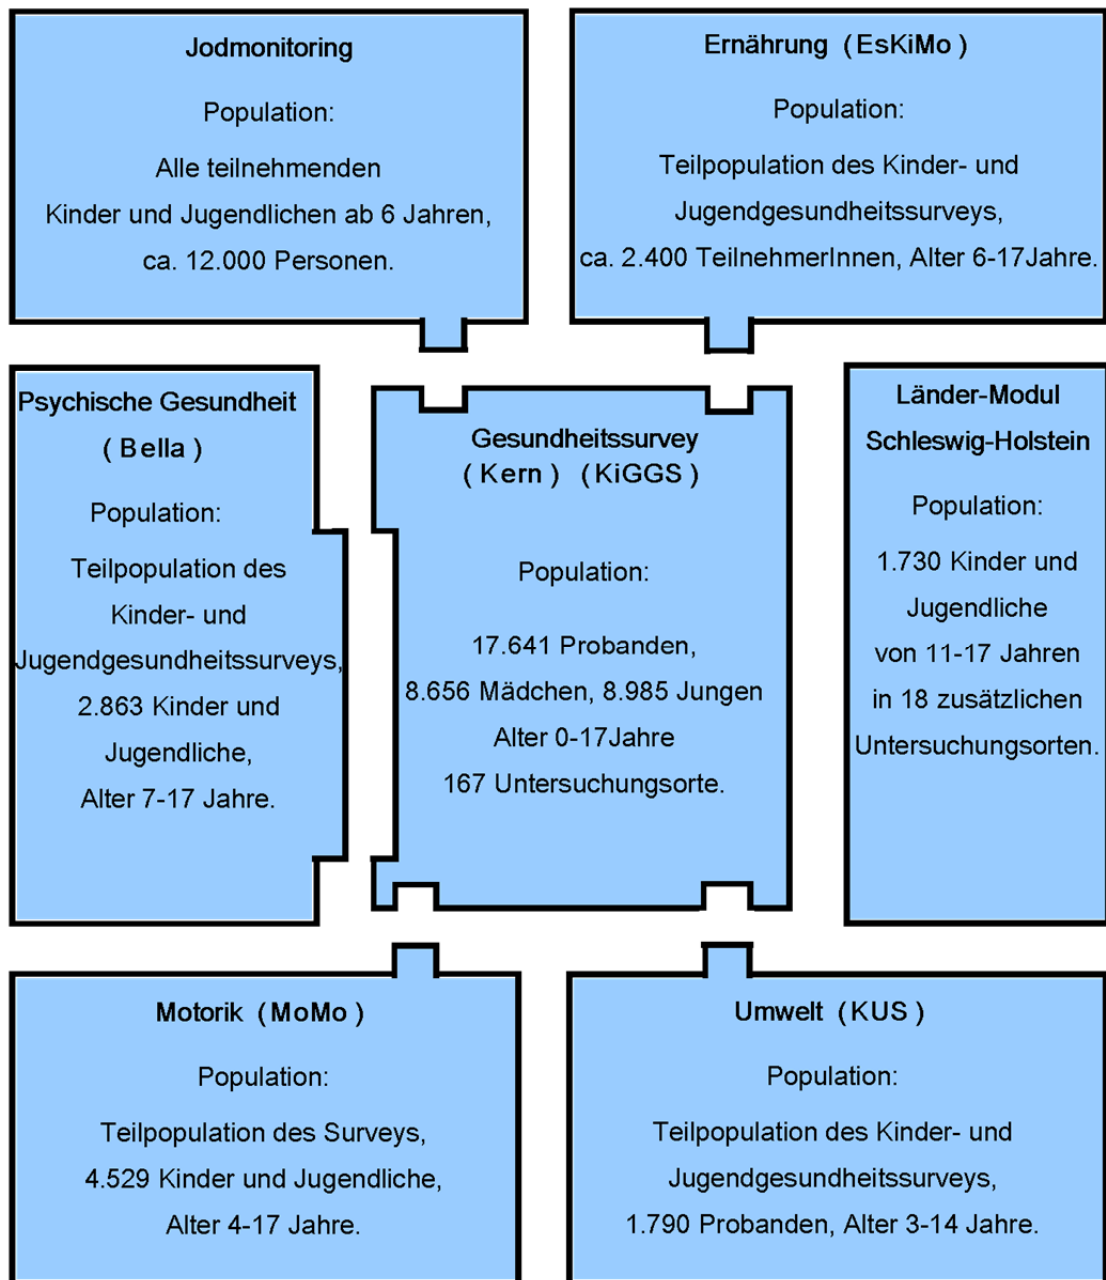 Jodmonitoring
Population:
Alle teilnehmenden
Kinder und Jugendlichen ab 6 Jahren,
ca. 12.000 Personen.
Ernährung (EsKiMo)
Population:
Teilpopulation des Kinder- und
Jugendgesundheitssurveys,
ca. 2.400 TeilnehmerInnen, Alter 6-17Jahre.
Psychische Gesundheit
(Bella)
Population:
Teilpopulation des
Kinder- und
Jugendgesundheitssurveys,
2.863 Kinder und
Jugendliche,
Alter 7-17 Jahre.
Gesundheitssurvey
(Kern) (KiGGS)
Population:
17.641 Probanden,
8.656 Mädchen, 8.985 Jungen
Alter 0-17Jahre
167 Untersuchungsorte.
Länder-Modul
Schleswig-Holstein
Population:
1.730 Kinder und
Jugendliche
von 11-17 Jahren
in 18 zusätzlichen
Untersuchungsorten.
Motorik (MoMo)
Population:
Teilpopulation des Surveys,
4.529 Kinder und Jugendliche,
Alter 4-17 Jahre.
Umwelt (KUS)
Population:
Teilpopulation des Kinder- und
Jugendgesundheitssurveys,
1.790 Probanden, Alter 3-14 Jahre.